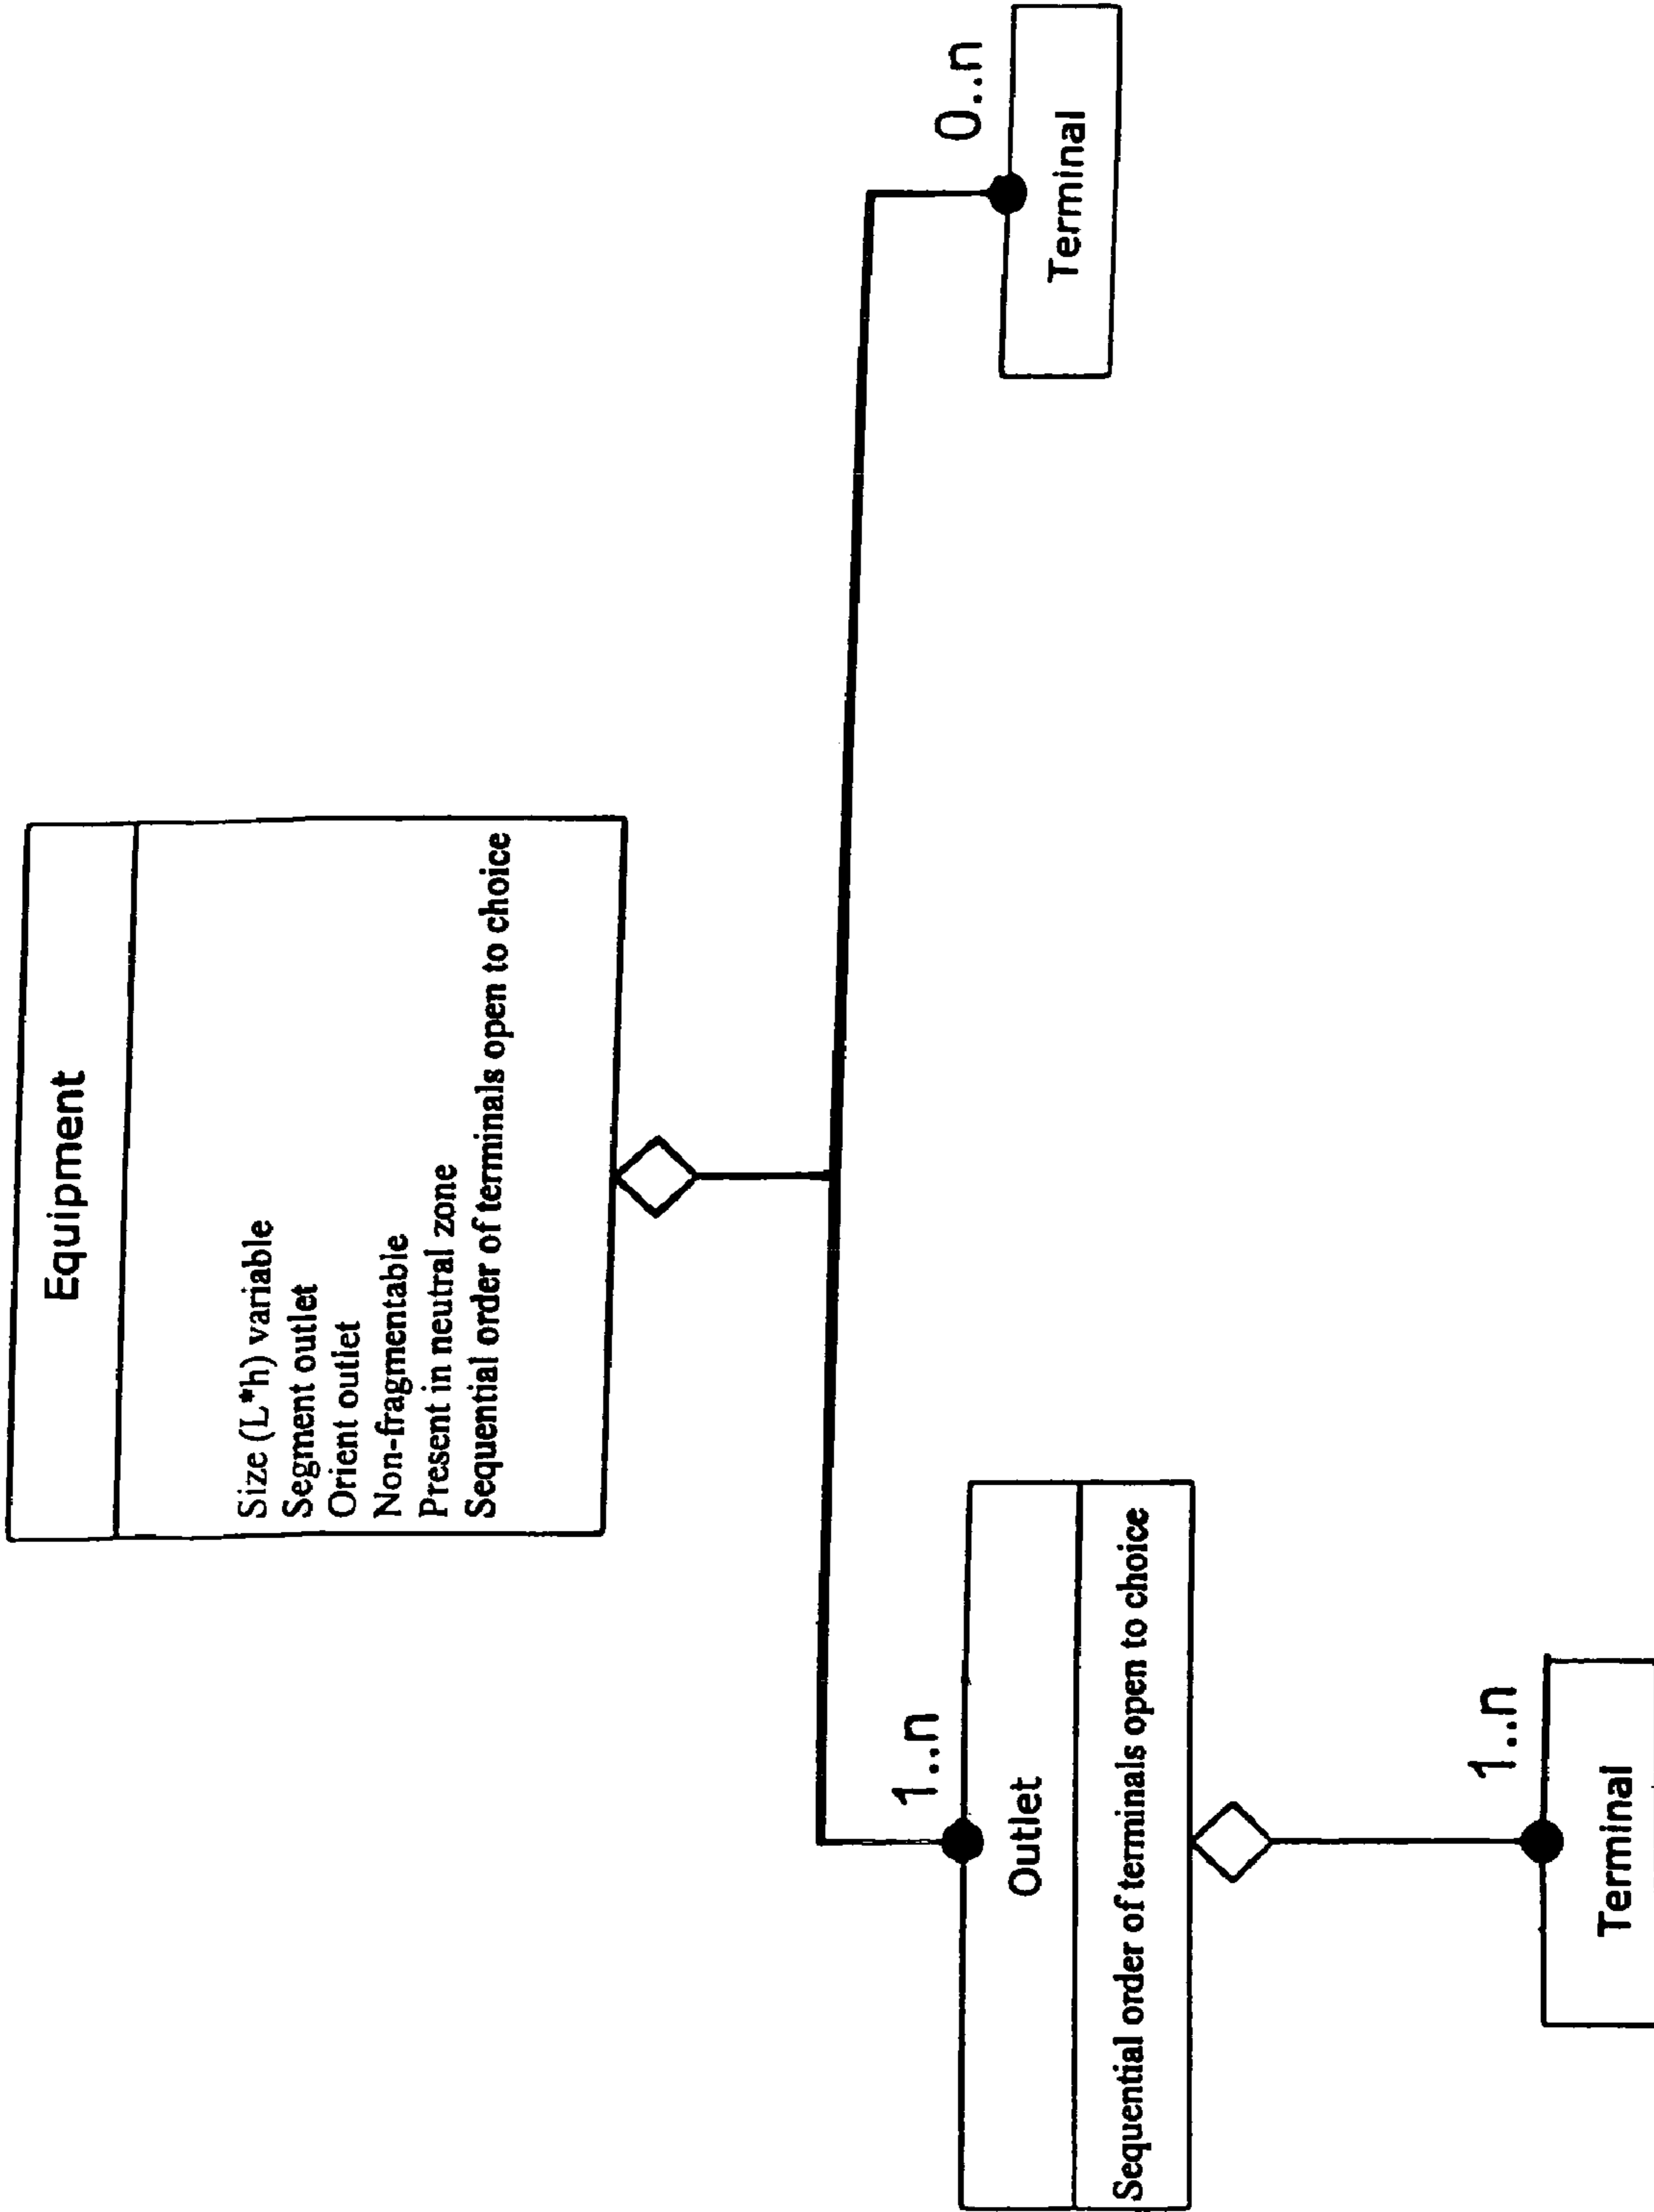 Equipment
Size (L*h) variable
Segment outlet
Orient outlet
Non-fragmentable
Present in neutral zone
Sequential order of terminals open to choice
1..n
0..n
Outlet
Sequential order of terminals open to choice
Terminal
1..n
Terminal